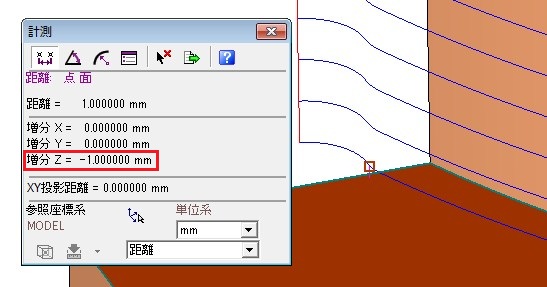 計測
距離: 点 面
距離 = 1.000000 mm
増分 X = 0.000000 mm
増分 Y = 0.000000 mm
増分 Z = -1.000000 mm
XY投影距離 = 0.000000 mm
参照座標系 単位系
MODEL mm
距離